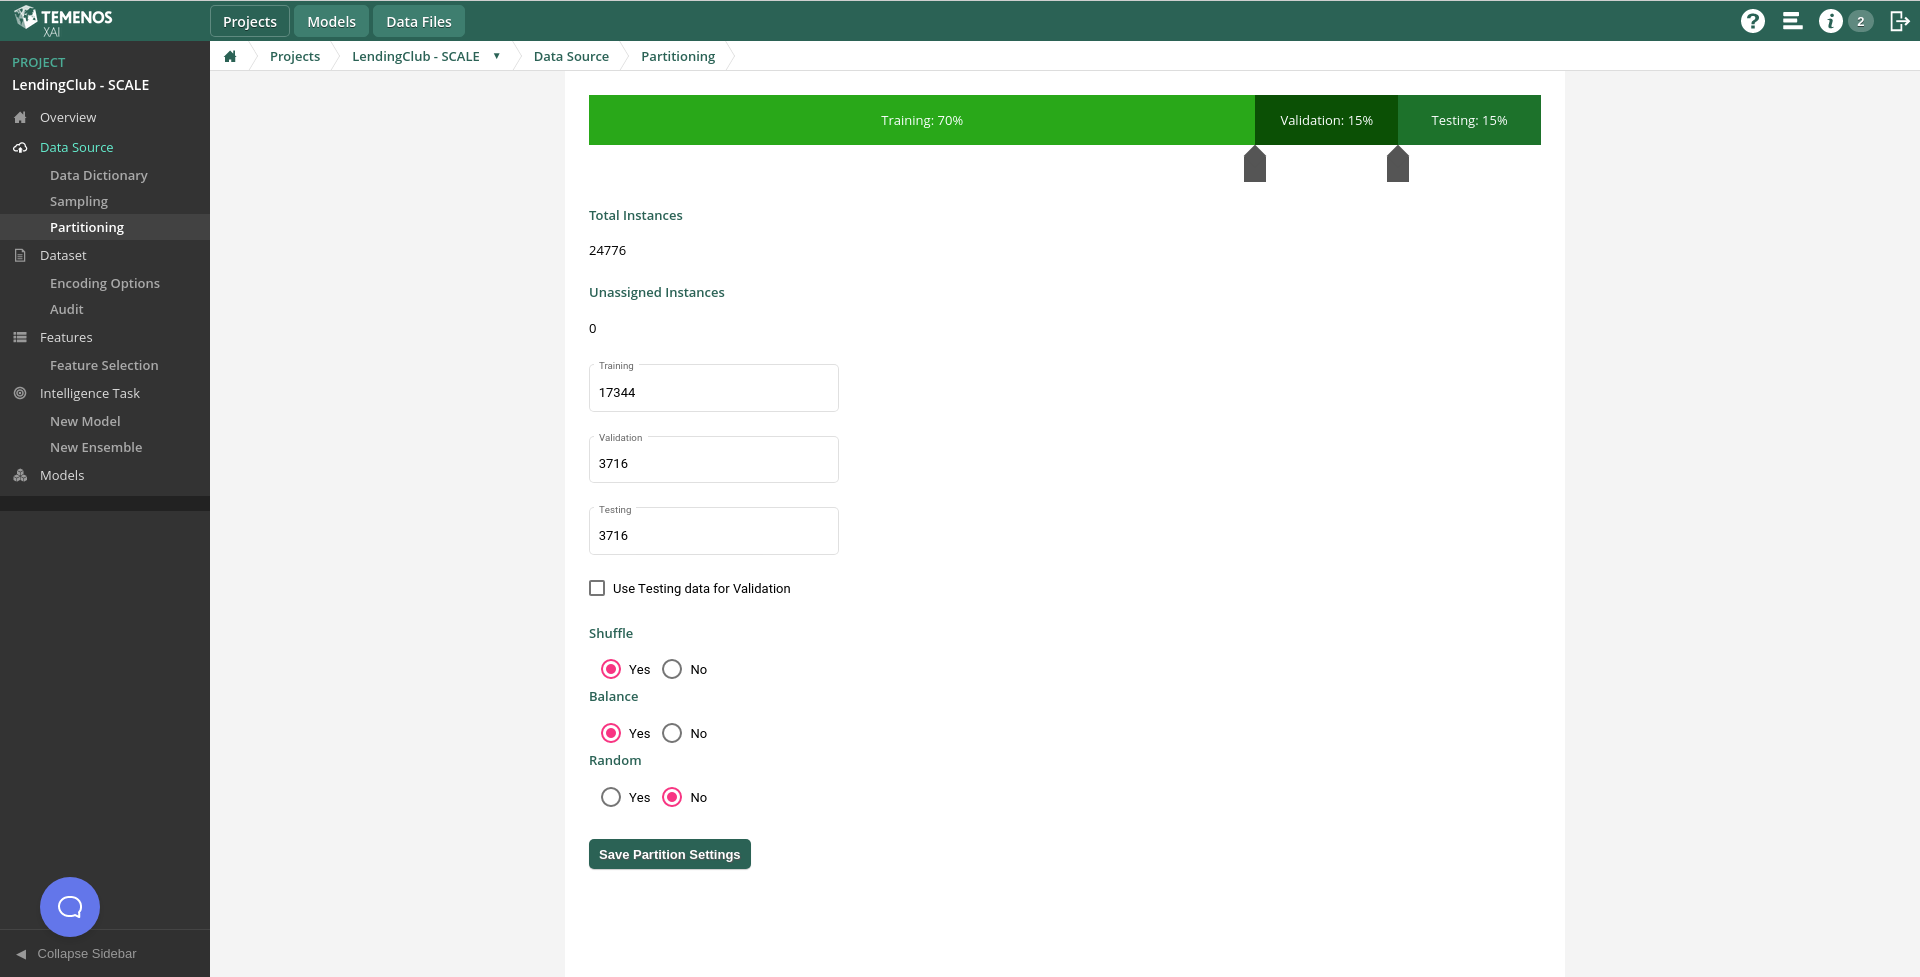 TEMENOS
XAI
Projects
Models
Data Files
2
PROJECT
LendingClub - SCALE
Overview
Data Source
Data Dictionary
Sampling
Partitioning
Dataset
Encoding Options
Audit
Features
Feature Selection
Intelligence Task
New Model
New Ensemble
Models
Collapse Sidebar
Projects
LendingClub - SCALE
Data Source
Partitioning
Training: 70%
Validation: 15%
Testing: 15%
Total Instances
24776
Unassigned Instances
0
Training
17344
Validation
3716
Testing
3716
Use Testing data for Validation
Shuffle
Yes No
Balance
Yes No
Random
Yes No
Save Partition Settings